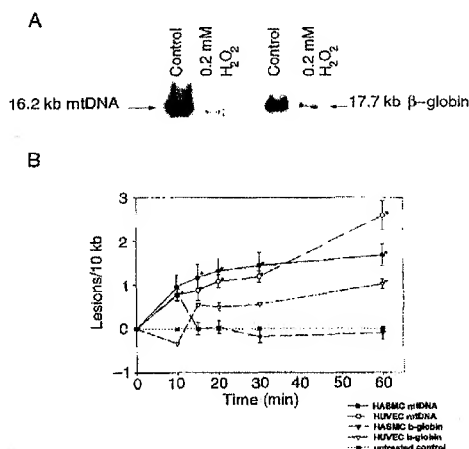 A
Control
0.2 mM
H2O2
Control
0.2 mM
H2O2
16.2 kb mtDNA
17.7 kb β-globin
B
Lesions/10 kb
3
2
1
0
-1
0 10 20 30 40 50 60
Time (min)
HASMC mtDNA
HUVEC mtDNA
HASMC b-globin
HUVEC b-globin
untreated control